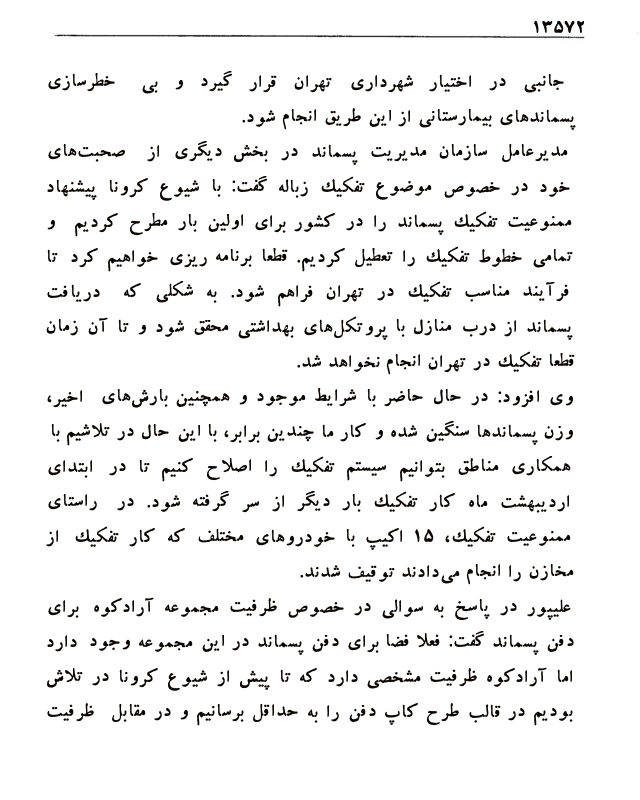 ۱۳۵۷۲
جانبی در اختیار شهرداری تهران قرار گیرد و بی خطرسازی
پسماندهای بیمارستانی از این طریق انجام شود.
مدیرعامل سازمان مدیریت پسماند در بخش دیگری از صحبت‌های
خود در خصوص موضوع تفکیك زباله گفت: با شیوع کرونا پیشنهاد
ممنوعیت تفکیك پسماند را در کشور برای اولین بار مطرح کردیم و
تمامی خطوط تفکیك را تعطیل کردیم. قطعا برنامه ریزی خواهیم کرد تا
فرآیند مناسب تفکیك در تهران فراهم شود. به شکلی که دریافت
پسماند از درب منازل با پروتکل‌های بهداشتی محقق شود و تا آن زمان
قطعا تفکیك در تهران انجام نخواهد شد.
وی افزود: در حال حاضر با شرایط موجود و همچنین بارش‌های اخیر،
وزن پسماندها سنگین شده و کار ما چندین برابر، با این حال در تلاشیم با
همکاری مناطق بتوانیم سیستم تفکیك را اصلاح کنیم تا در ابتدای
اردیبهشت ماه کار تفکیك بار دیگر از سر گرفته شود. در راستای
ممنوعیت تفکیك، ۱۵ اکیپ با خودروهای مختلف که کار تفکیك از
مخازن را انجام می‌دادند توقیف شدند.
علیپور در پاسخ به سوالی در خصوص ظرفیت مجموعه آرادکوه برای
دفن پسماند گفت: فعلا فضا برای دفن پسماند در این مجموعه وجود دارد
اما آرادکوه ظرفیت مشخصی دارد که تا پیش از شیوع کرونا در تلاش
بودیم در قالب طرح کاپ دفن را به حداقل برسانیم و در مقابل ظرفیت